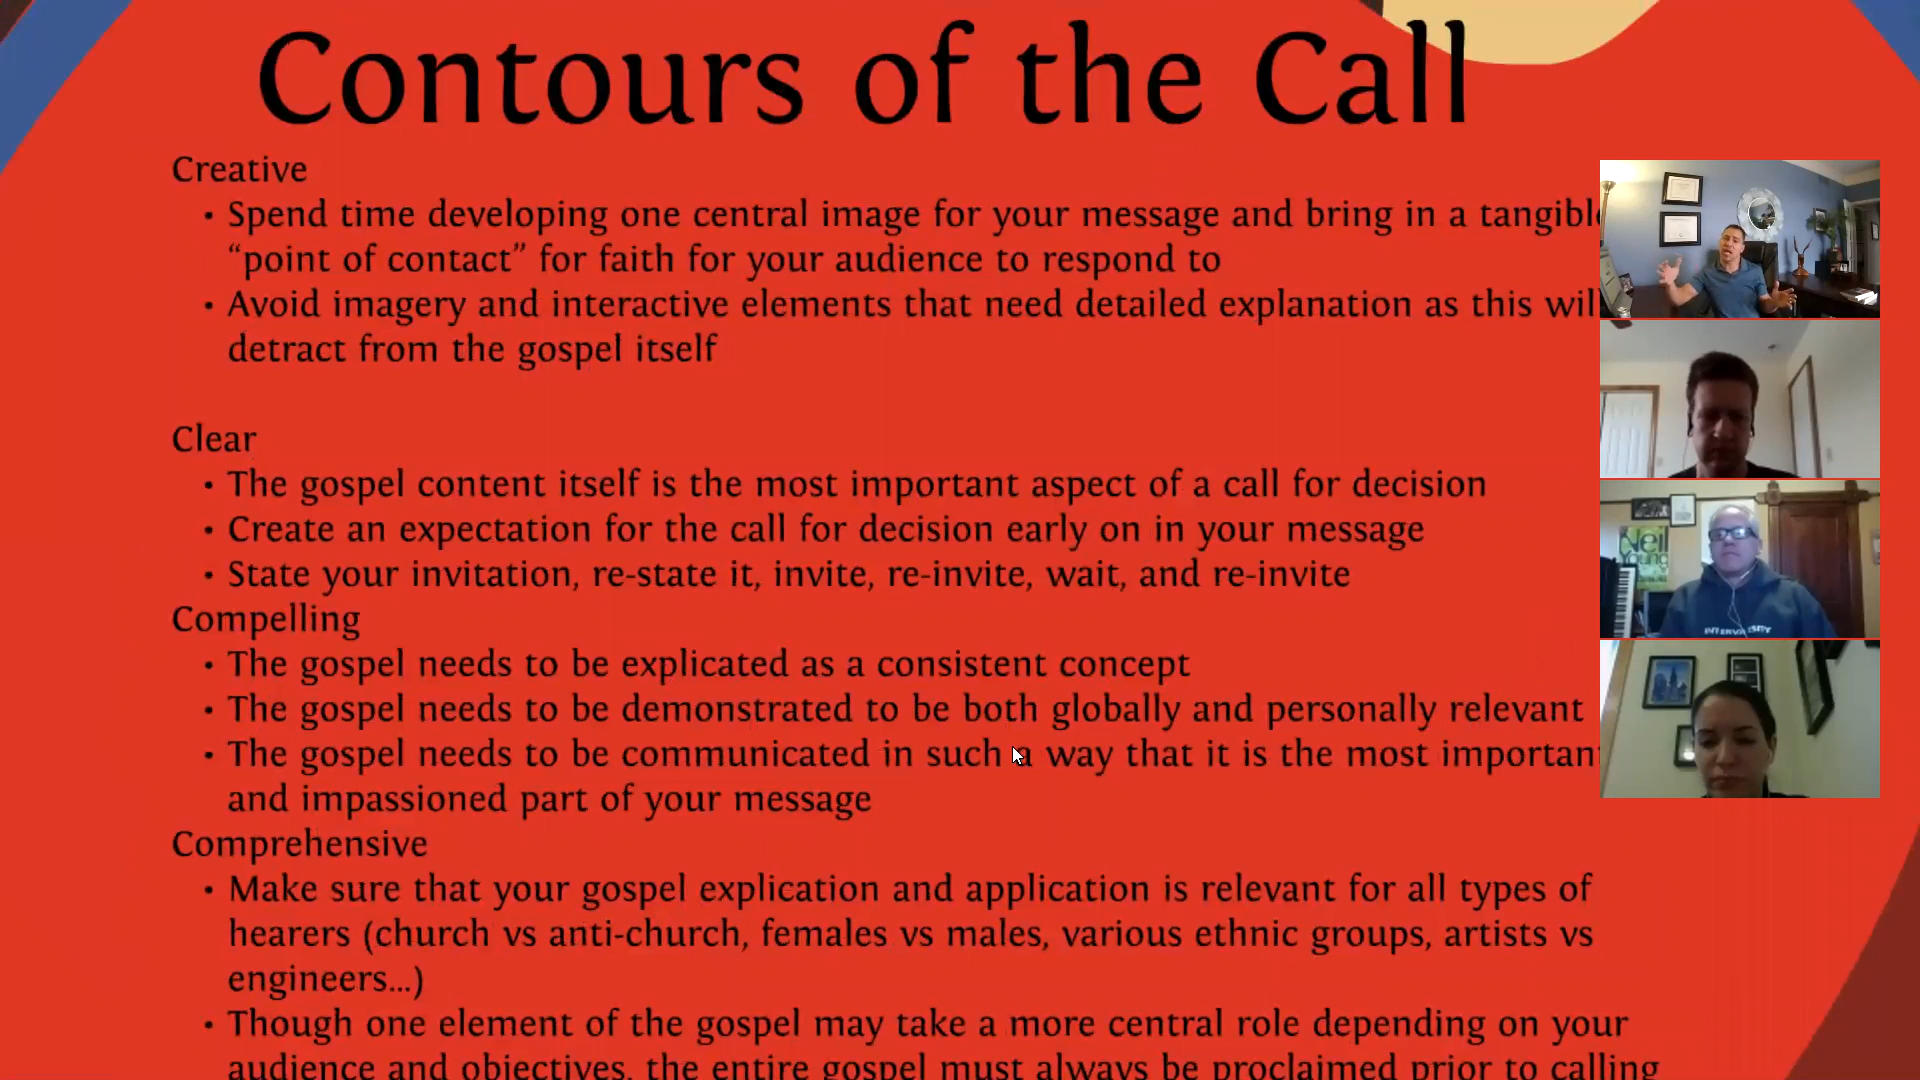 Contours of the Call
Creative
• Spend time developing one central image for your message and bring in a tangible
“point of contact” for faith for your audience to respond to
• Avoid imagery and interactive elements that need detailed explanation as this will
detract from the gospel itself
Clear
• The gospel content itself is the most important aspect of a call for decision
• Create an expectation for the call for decision early on in your message
• State your invitation, re-state it, invite, re-invite, wait, and re-invite
Compelling
• The gospel needs to be explicated as a consistent concept
• The gospel needs to be demonstrated to be both globally and personally relevant
• The gospel needs to be communicated in such a way that it is the most important
and impassioned part of your message
Comprehensive
• Make sure that your gospel explication and application is relevant for all types of
hearers (church vs anti-church, females vs males, various ethnic groups, artists vs
engineers...)
• Though one element of the gospel may take a more central role depending on your
audience and objectives, the entire gospel must always be proclaimed prior to calling
Neil
Young
INTERVARSITY